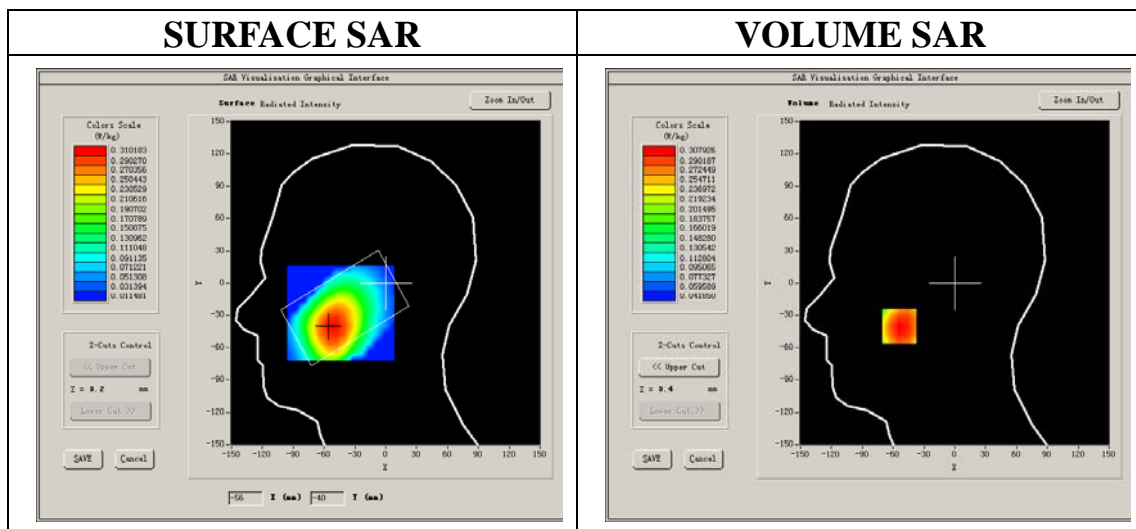 SURFACE SAR
VOLUME SAR
SAR Visualisation Graphical Interface
Surface Radiated Intensity
Zoom In/Out
Colors Scale
(W/kg)
0.310183
0.290270
0.270356
0.250443
0.230529
0.210616
0.190702
0.170789
0.150875
0.130962
0.111048
0.091135
0.071221
0.051308
0.031394
0.011481
Z-Cuts Control
<< Upper Cut
Lower Cut >>
SAVE
Cancel
150
120
90
60
30
0
-30
-60
-90
-120
-150
Y
-150 -120 -90 -60 -30 0 30 60 90 120 150
X
-56 X (mm) -40 Y (mm)
SAR Visualisation Graphical Interface
Volume Radiated Intensity
Zoom In/Out
Colors Scale
(W/kg)
0.307926
0.290187
0.272449
0.254711
0.236972
0.219234
0.201495
0.183757
0.166019
0.148280
0.130542
0.112804
0.095065
0.077327
0.059589
0.041850
Z-Cuts Control
<< Upper Cut
Lower Cut >>
SAVE
Cancel
150
120
90
60
30
0
-30
-60
-90
-120
-150
Y
-150 -120 -90 -60 -30 0 30 60 90 120 150
X